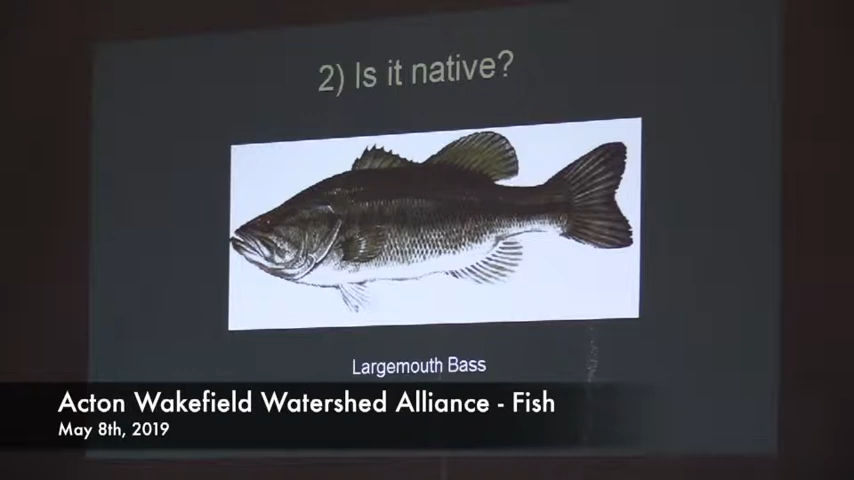 2) Is it native?
Largemouth Bass
Acton Wakefield Watershed Alliance - Fish
May 8th, 2019